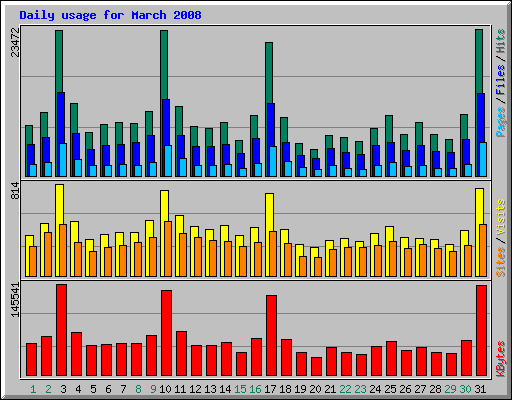 Daily usage for March 2008
23472
Pages / Files / Hits
814
Sites / Visits
145541
KBytes
1 2 3 4 5 6 7 8 9 10 11 12 13 14 15 16 17 18 19 20 21 22 23 24 25 26 27 28 29 30 31